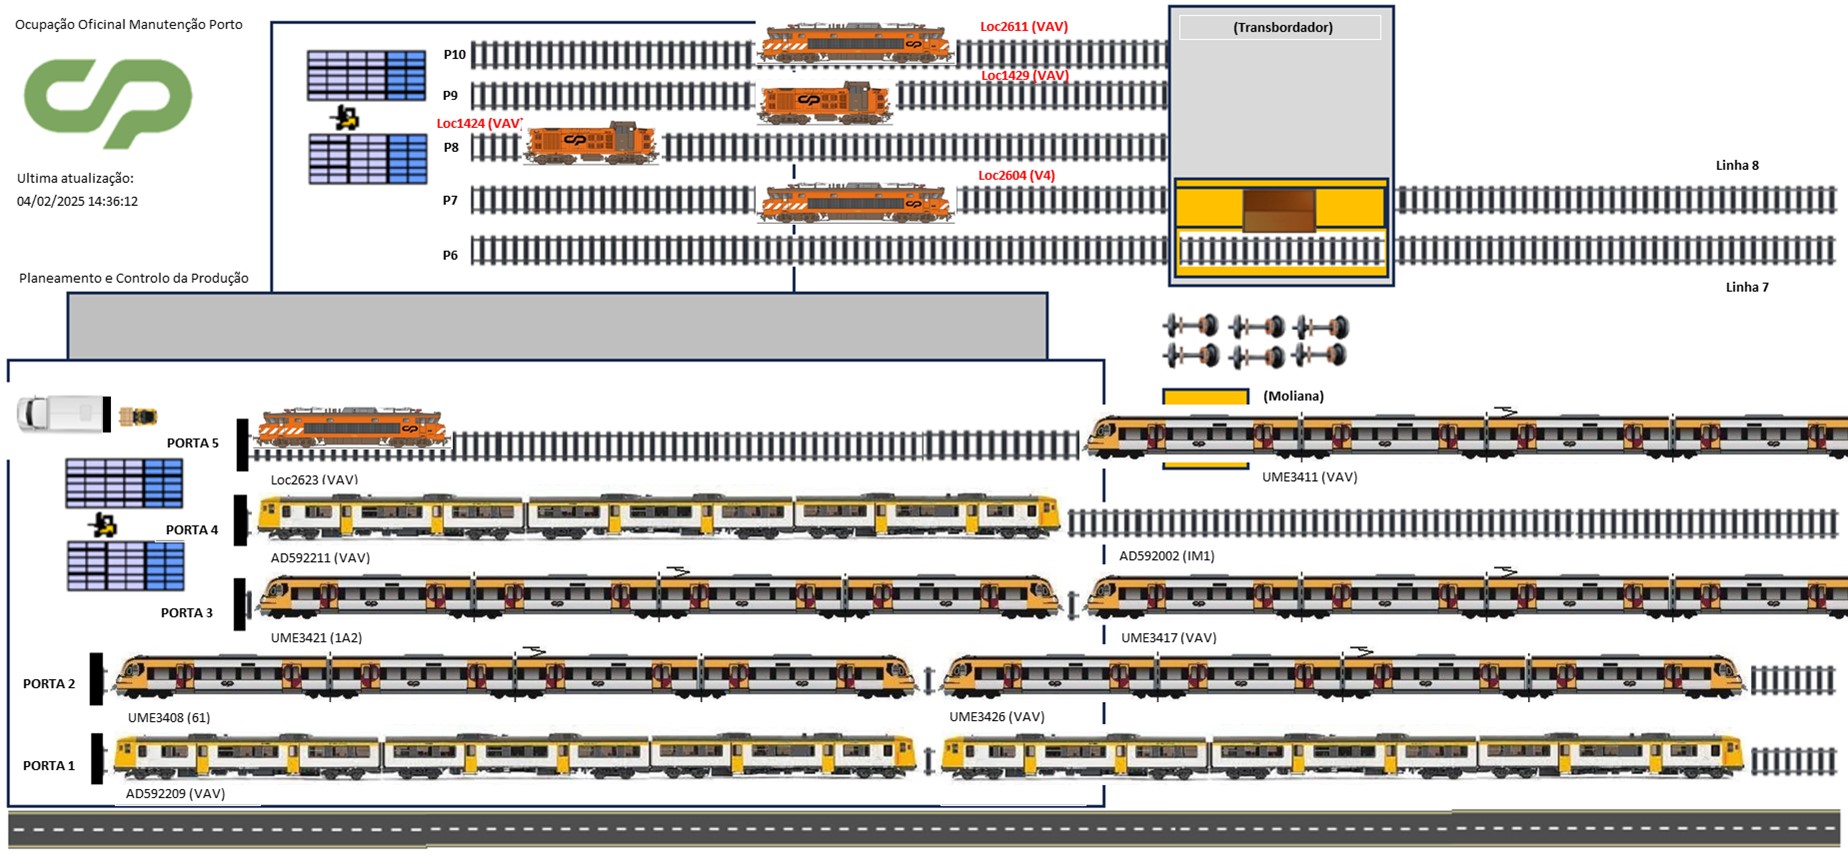 Ocupação Oficinal Manutenção Porto
Ultima atualização:
04/02/2025 14:36:12
Planeamento e Controlo da Produção
P10
Loc2611 (VAV)
(Transbordador)
P9
Loc1429 (VAV)
Loc1424 (VAV)
P8
P7
Loc2604 (V4)
Linha 8
P6
Linha 7
(Moliana)
PORTA 5
Loc2623 (VAV)
UME3411 (VAV)
PORTA 4
AD592211 (VAV)
AD592002 (IM1)
PORTA 3
UME3421 (1A2)
UME3417 (VAV)
PORTA 2
UME3408 (61)
UME3426 (VAV)
PORTA 1
AD592209 (VAV)